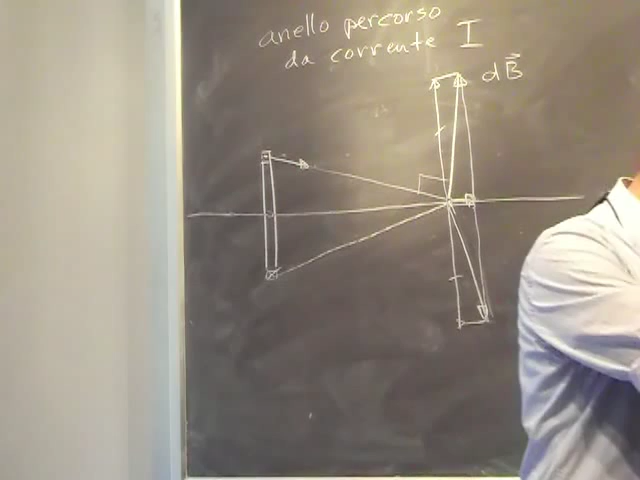 anello percorso
da corrente I
dB⃗